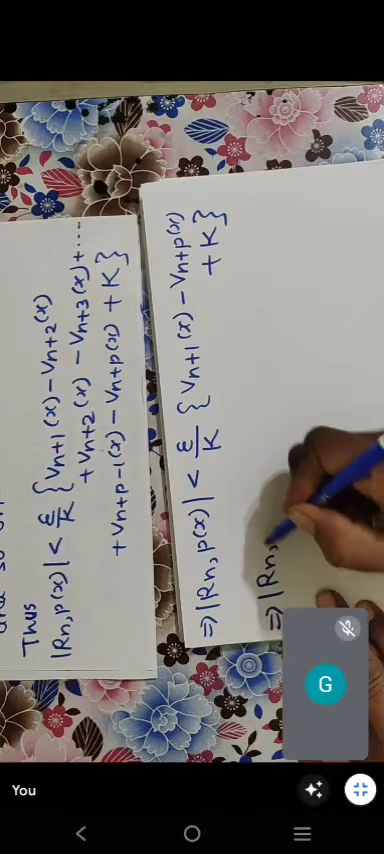 Thus
|Rn,p(x)| < ε/K { Vn+1(x) - Vn+2(x)
+ Vn+2(x) - Vn+3(x) + ....
+ Vn+p-1(x) - Vn+p(x) + K }
⇒ |Rn,p(x)| < ε/K { Vn+1(x) - Vn+p(x)
+ K }
⇒ |Rn,
G
You